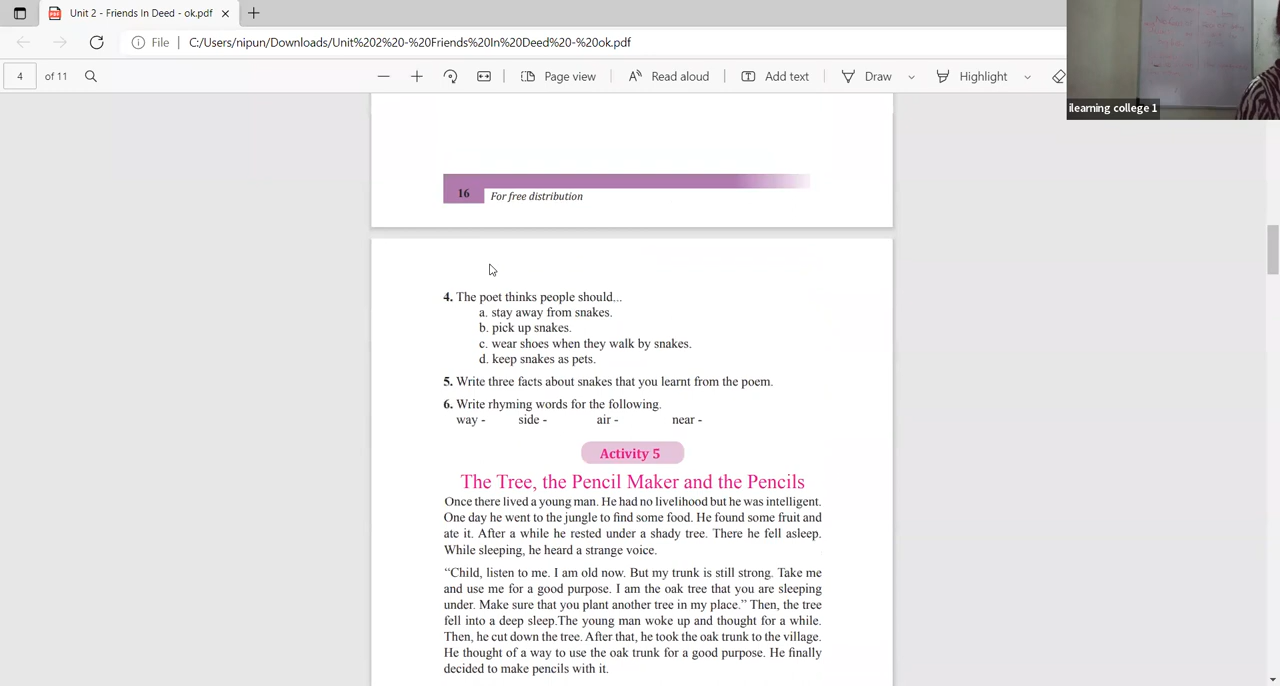 Unit 2 - Friends In Deed - ok.pdf
File
C:/Users/nipun/Downloads/Unit%202%20-%20Friends%20In%20Deed%20-%20ok.pdf
4 of 11
Page view
Read aloud
Add text
Draw
Highlight
ilearning college 1
16 For free distribution
4. The poet thinks people should...
a. stay away from snakes.
b. pick up snakes.
c. wear shoes when they walk by snakes.
d. keep snakes as pets.
5. Write three facts about snakes that you learnt from the poem.
6. Write rhyming words for the following.
way - side - air - near -
Activity 5
The Tree, the Pencil Maker and the Pencils
Once there lived a young man. He had no livelihood but he was intelligent.
One day he went to the jungle to find some food. He found some fruit and
ate it. After a while he rested under a shady tree. There he fell asleep.
While sleeping, he heard a strange voice.
“Child, listen to me. I am old now. But my trunk is still strong. Take me
and use me for a good purpose. I am the oak tree that you are sleeping
under. Make sure that you plant another tree in my place.” Then, the tree
fell into a deep sleep.The young man woke up and thought for a while.
Then, he cut down the tree. After that, he took the oak trunk to the village.
He thought of a way to use the oak trunk for a good purpose. He finally
decided to make pencils with it.